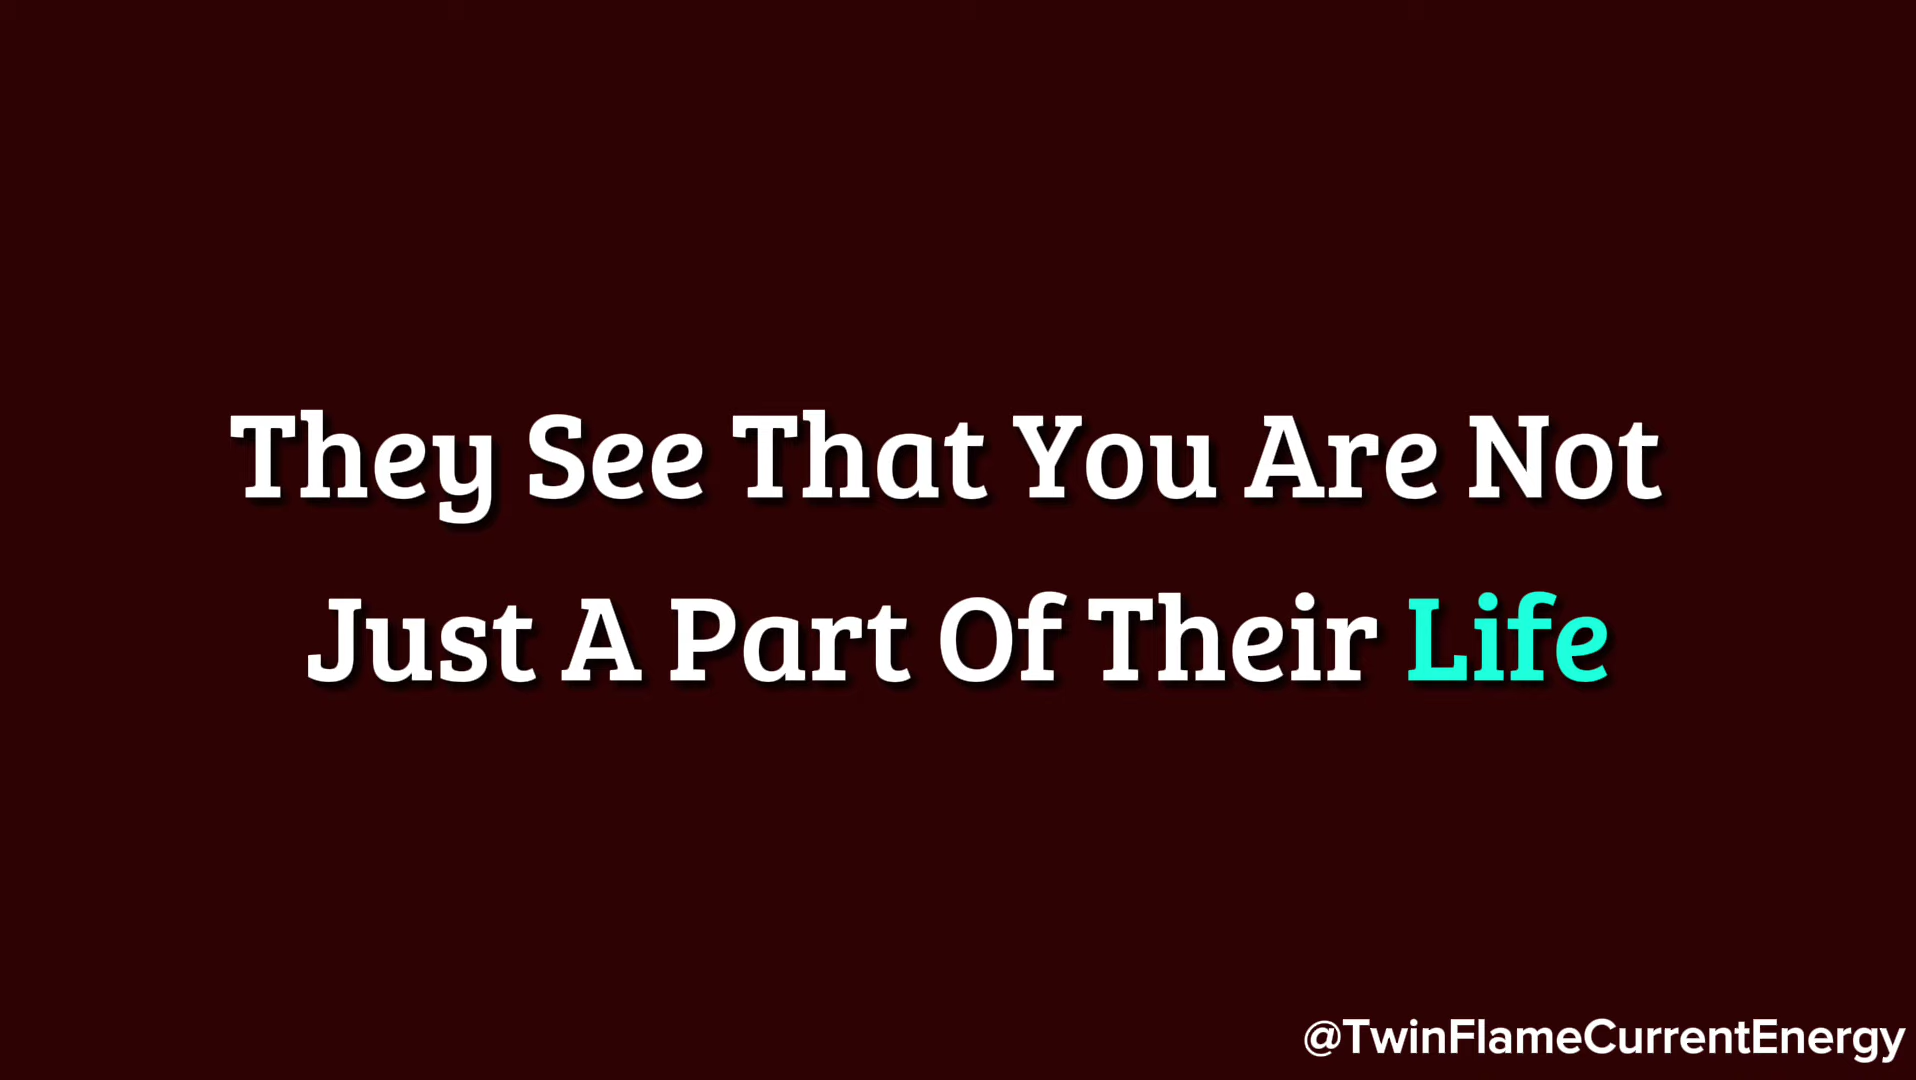 They See That You Are Not
Just A Part Of Their Life
@TwinFlameCurrentEnergy